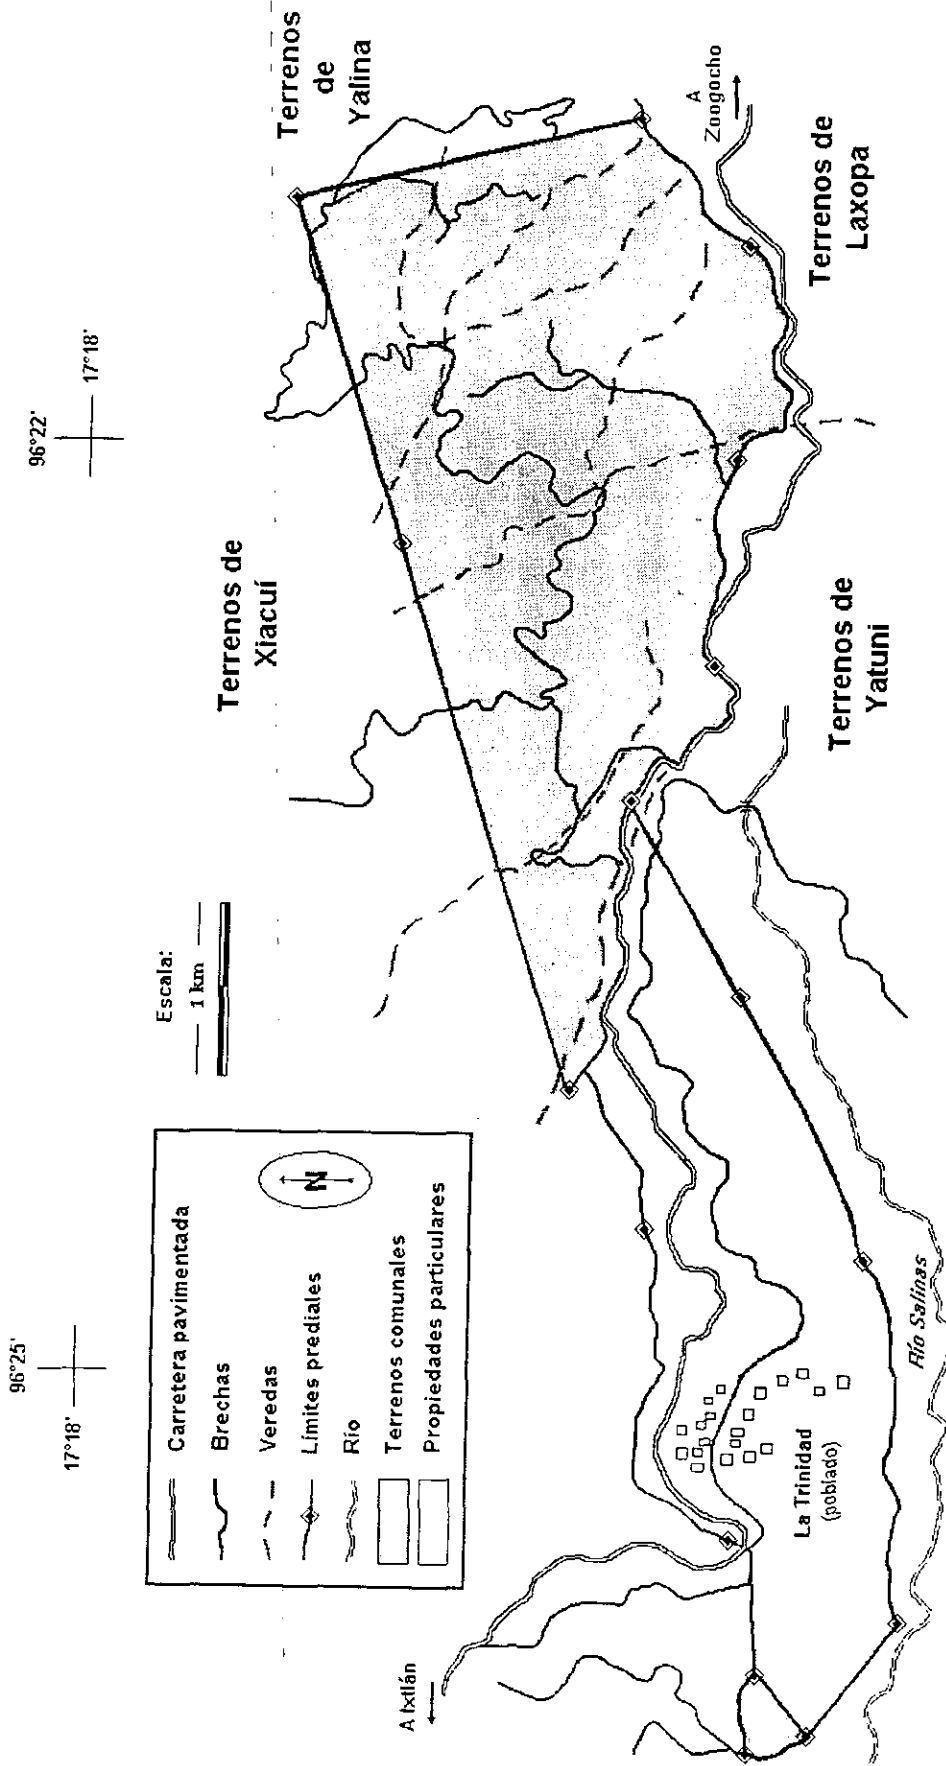 96°25'
17°18'
96°22'
17°18'
Escala:
1 km
Carretera pavimentada
Brechas
Veredas
Límites prediales
Río
Terrenos comunales
Propiedades particulares
N
Terrenos de
Xiacuí
Terrenos
de
Yalina
A
Zoogocho
Terrenos de
Laxopa
Terrenos de
Yatuni
A Ixtlán
La Trinidad
(poblado)
Río Salinas